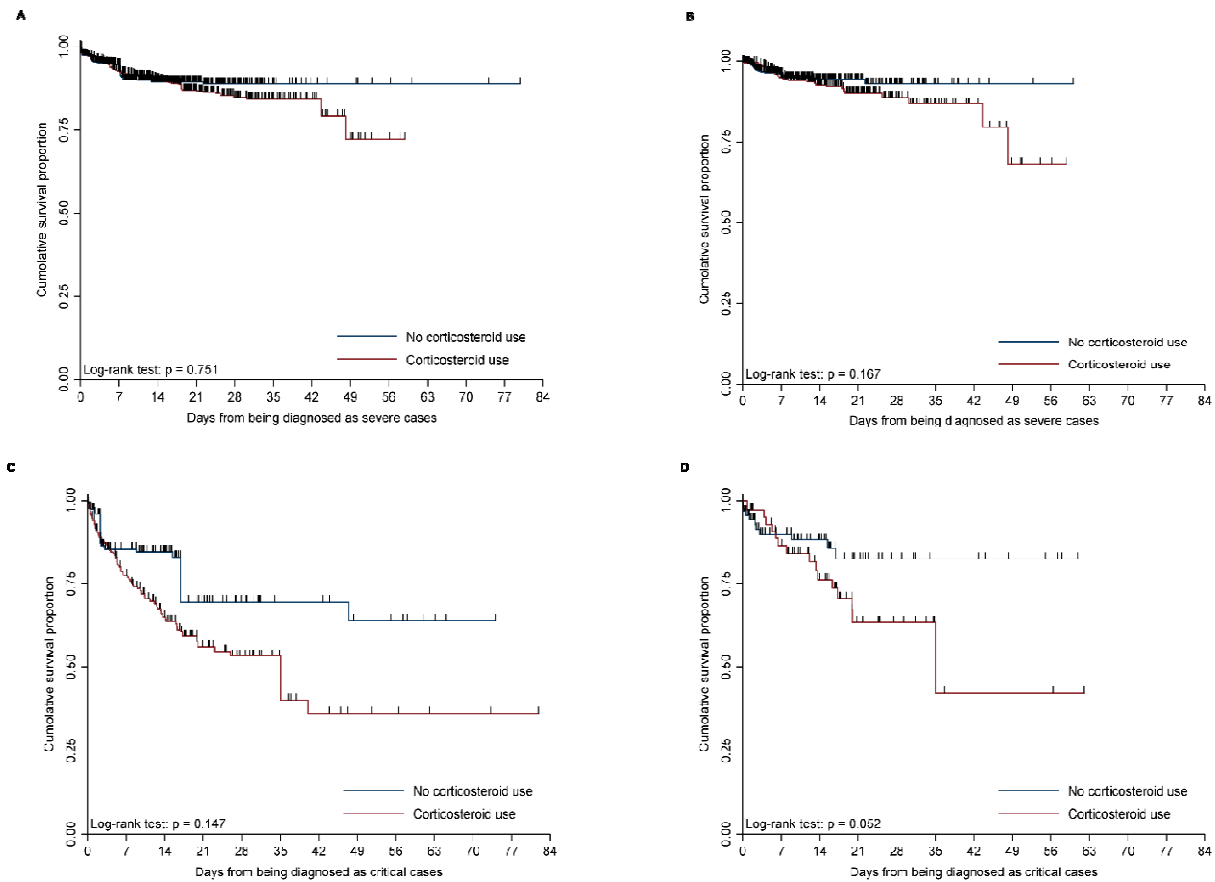 A
Cumulative survival proportion
1.00
0.75
0.50
0.25
0.00
No corticosteroid use
Corticosteroid use
Log-rank test: p = 0.751
0 7 14 21 28 35 42 49 56 63 70 77 84
Days from being diagnosed as severe cases
B
Cumulative survival proportion
1.00
0.75
0.50
0.25
0.00
No corticosteroid use
Corticosteroid use
Log-rank test: p = 0.167
0 7 14 21 28 35 42 49 56 63 70 77 84
Days from being diagnosed as severe cases
C
Cumulative survival proportion
1.00
0.75
0.50
0.25
0.00
No corticosteroid use
Corticosteroid use
Log-rank test: p = 0.147
0 7 14 21 28 35 42 49 56 63 70 77 84
Days from being diagnosed as critical cases
D
Cumulative survival proportion
1.00
0.75
0.50
0.25
0.00
No corticosteroid use
Corticosteroid use
Log-rank test: p = 0.052
0 7 14 21 28 35 42 49 56 63 70 77 84
Days from being diagnosed as critical cases